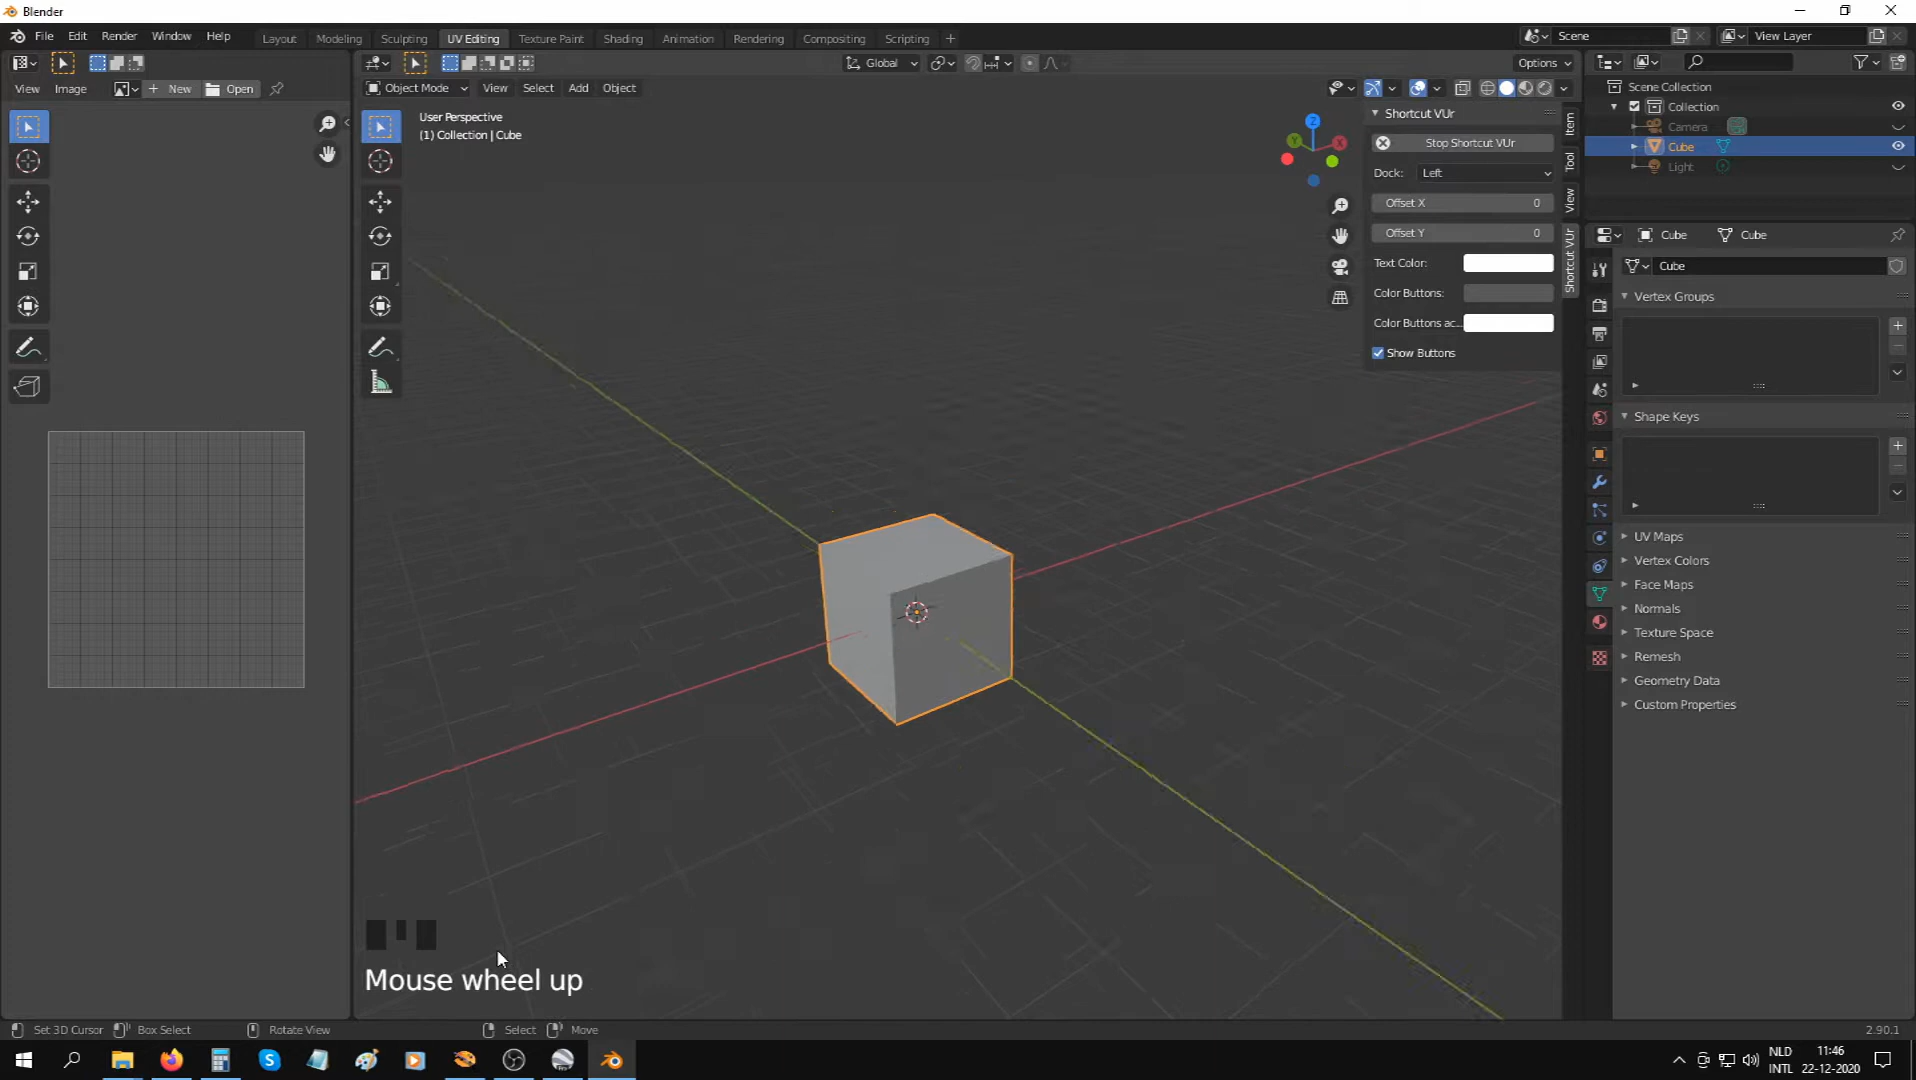 Blender
File Edit Render Window Help
Layout Modeling Sculpting UV Editing Texture Paint Shading Animation Rendering Compositing Scripting +
Scene
View Layer
Global
Options
View Image
New Open
Object Mode View Select Add Object
User Perspective
(1) Collection | Cube
Shortcut VUr
Stop Shortcut VUr
Dock: Left
Offset X 0
Offset Y 0
Text Color:
Color Buttons:
Color Buttons ac...
Show Buttons
Item
Tool
View
Shortcut VUr
Z
Y
X
Scene Collection
Collection
Camera
Cube
Light
Cube Cube
Cube
Vertex Groups
Shape Keys
UV Maps
Vertex Colors
Face Maps
Normals
Texture Space
Remesh
Geometry Data
Custom Properties
Mouse wheel up
Set 3D Cursor Box Select Rotate View Select Move 2.90.1
NLD 11:46
INTL 22-12-2020